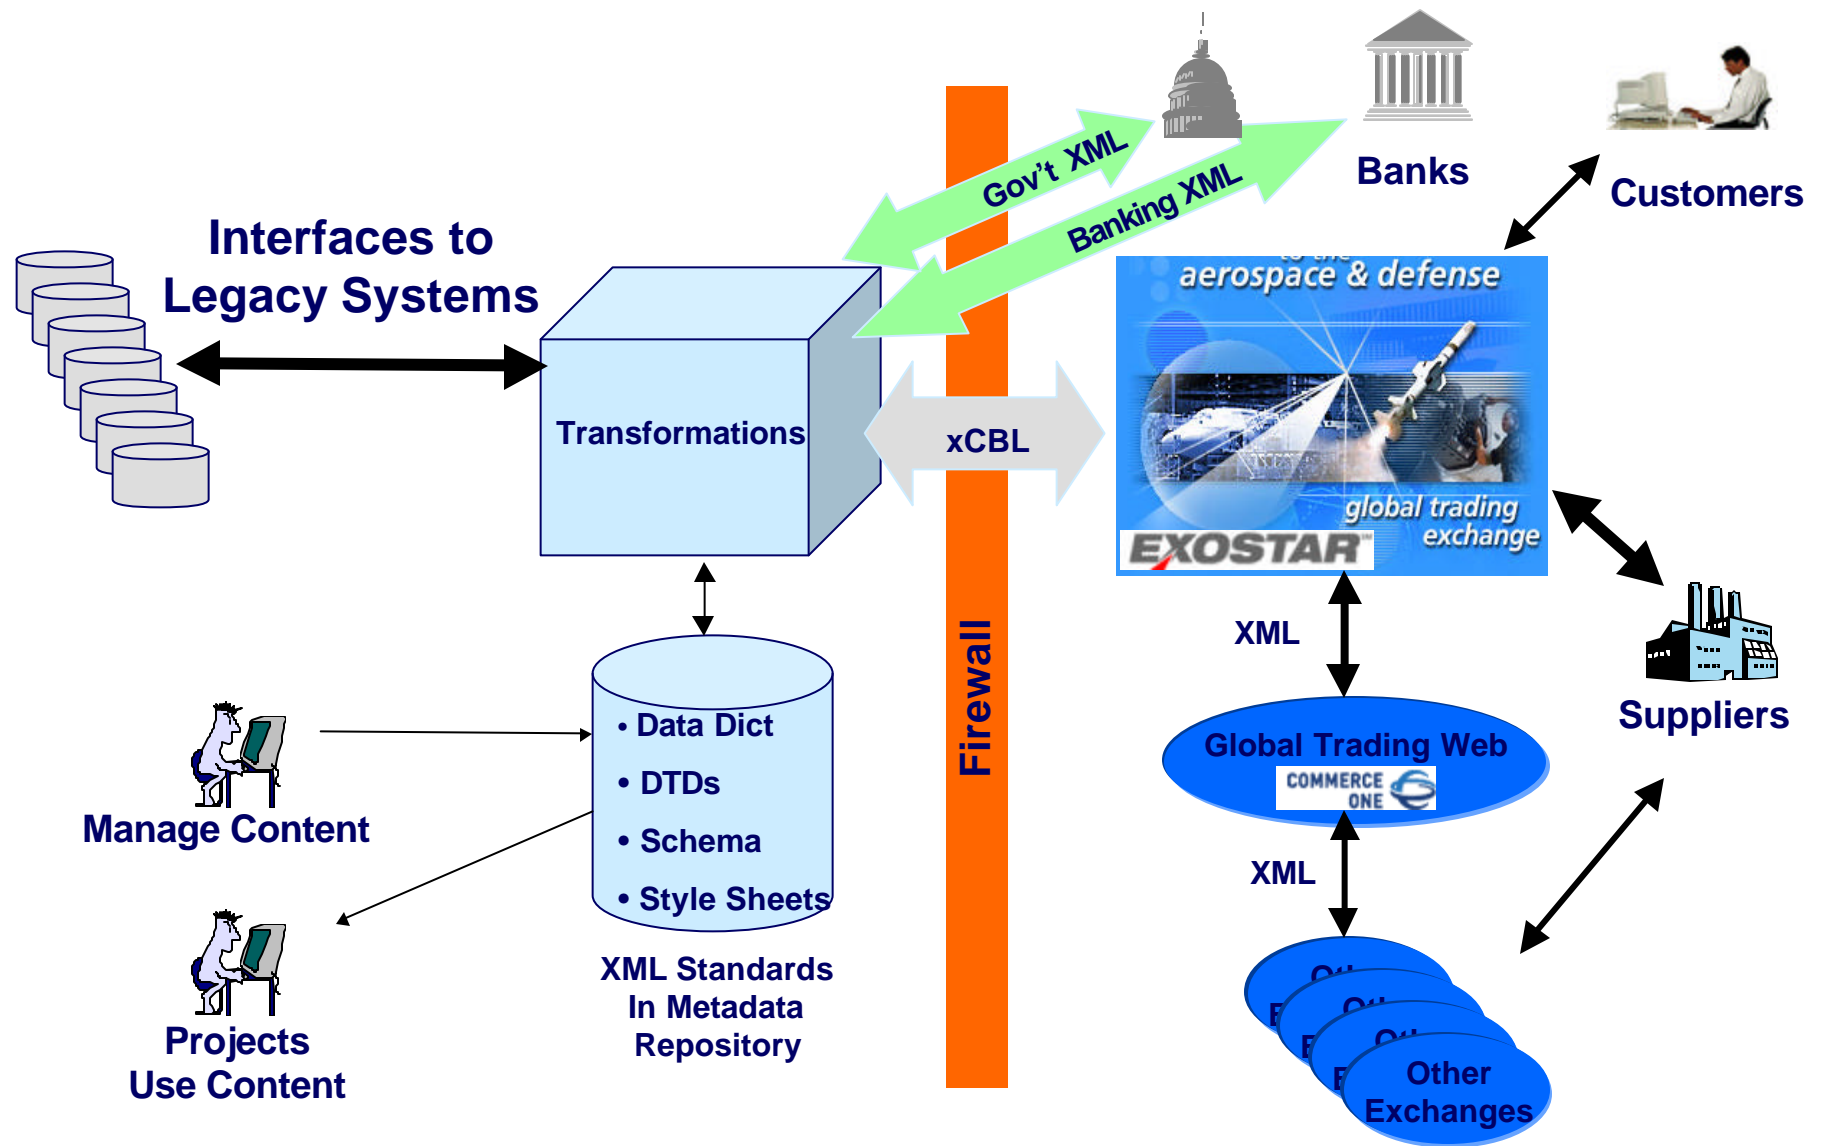 Gov't XML
Banking XML
Banks
Customers
Interfaces to
Legacy Systems
to the
aerospace & defense
Transformations
xCBL
global trading
exchange
EXOSTAR
Firewall
XML
Suppliers
Global Trading Web
COMMERCE
ONE
• Data Dict
• DTDs
• Schema
• Style Sheets
Manage Content
XML
XML Standards
In Metadata
Repository
Projects
Use Content
Other
Exchanges